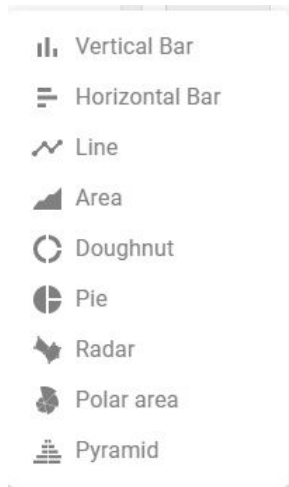 Vertical Bar
Horizontal Bar
Line
Area
Doughnut
Pie
Radar
Polar area
Pyramid